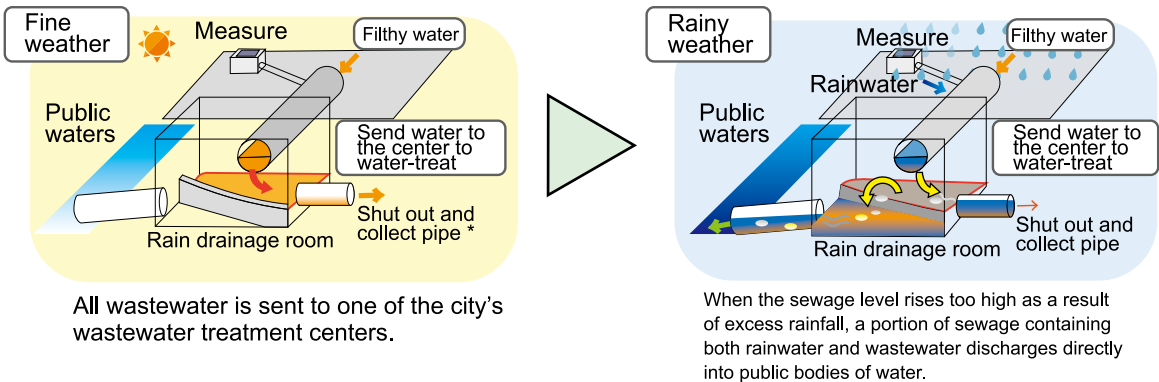 Fine
weather
Measure
Filthy water
Public
waters
Send water to
the center to
water-treat
Shut out and
collect pipe *
Rain drainage room
All wastewater is sent to one of the city’s
wastewater treatment centers.
Rainy
weather
Measure
Filthy water
Rainwater
Public
waters
Send water to
the center to
water-treat
Shut out and
collect pipe
Rain drainage room
When the sewage level rises too high as a result
of excess rainfall, a portion of sewage containing
both rainwater and wastewater discharges directly
into public bodies of water.